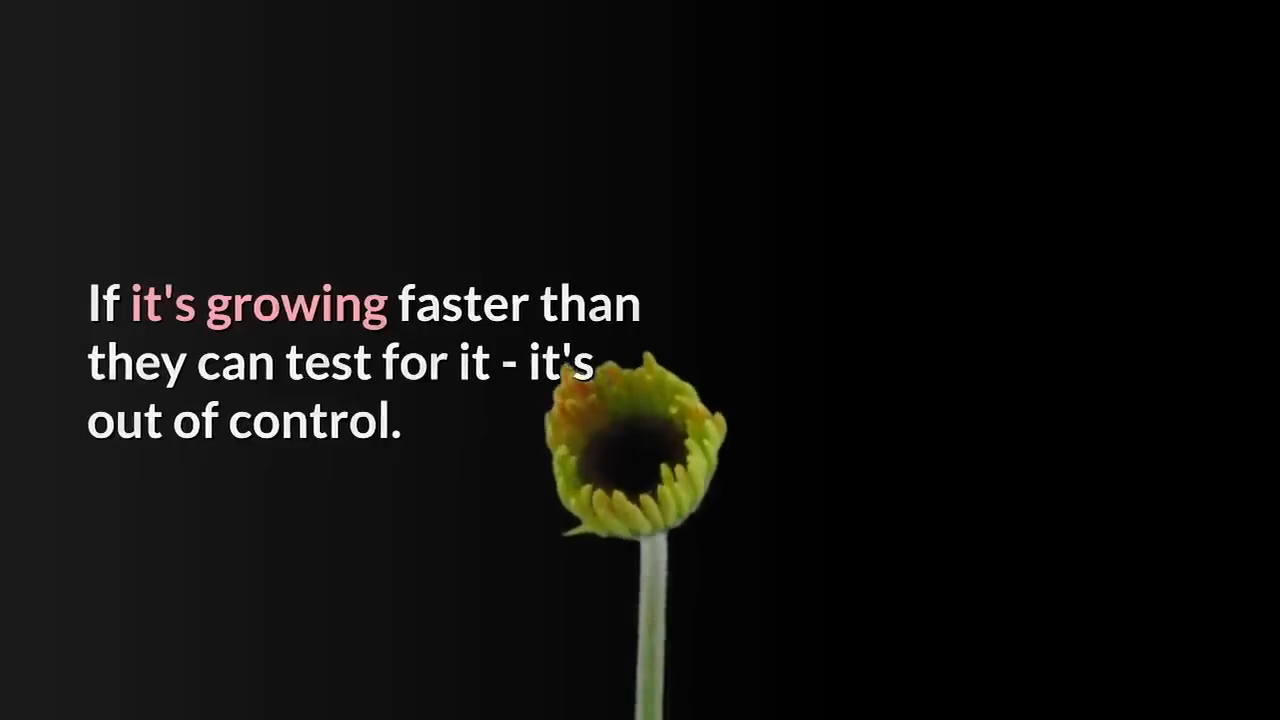 If it's growing faster than
they can test for it - it's
out of control.